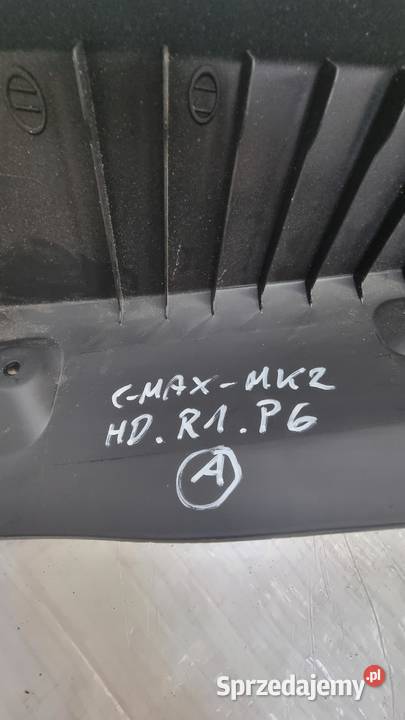 C-MAX-MK2
HD.R1.P6
A
Sprzedajemy.pl